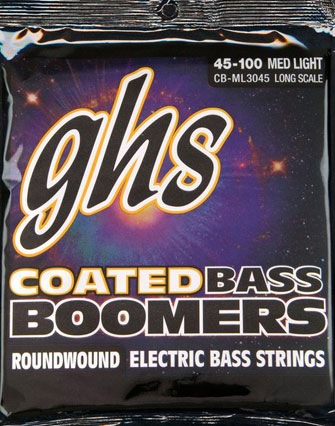 45-100 MED LIGHT
CB-ML3045 LONG SCALE
ghs
COATED BASS
BOOMERS
ROUNDWOUND ELECTRIC BASS STRINGS